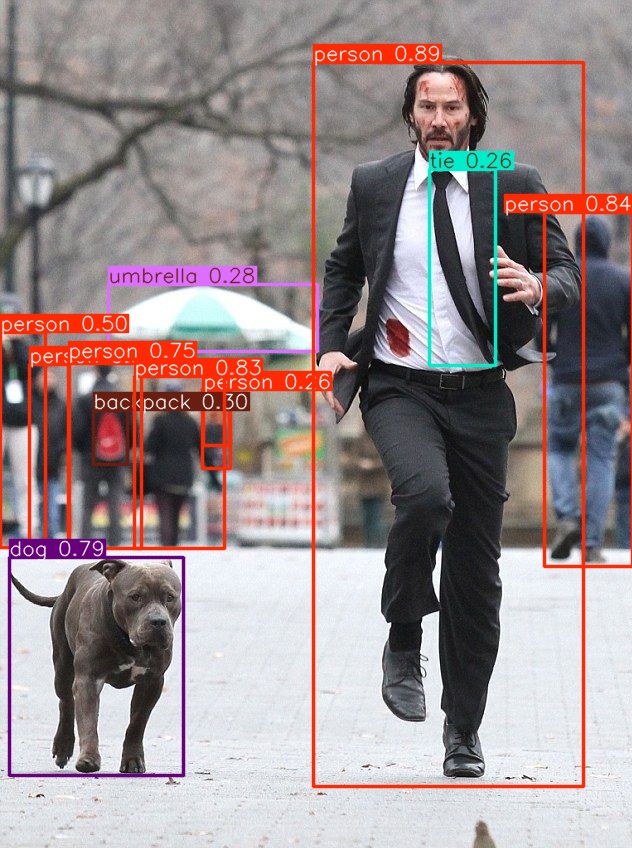 person 0.89
tie 0.26
person 0.84
umbrella 0.28
person 0.50
person 0.75
person 0.83
person 0.26
backpack 0.30
dog 0.79